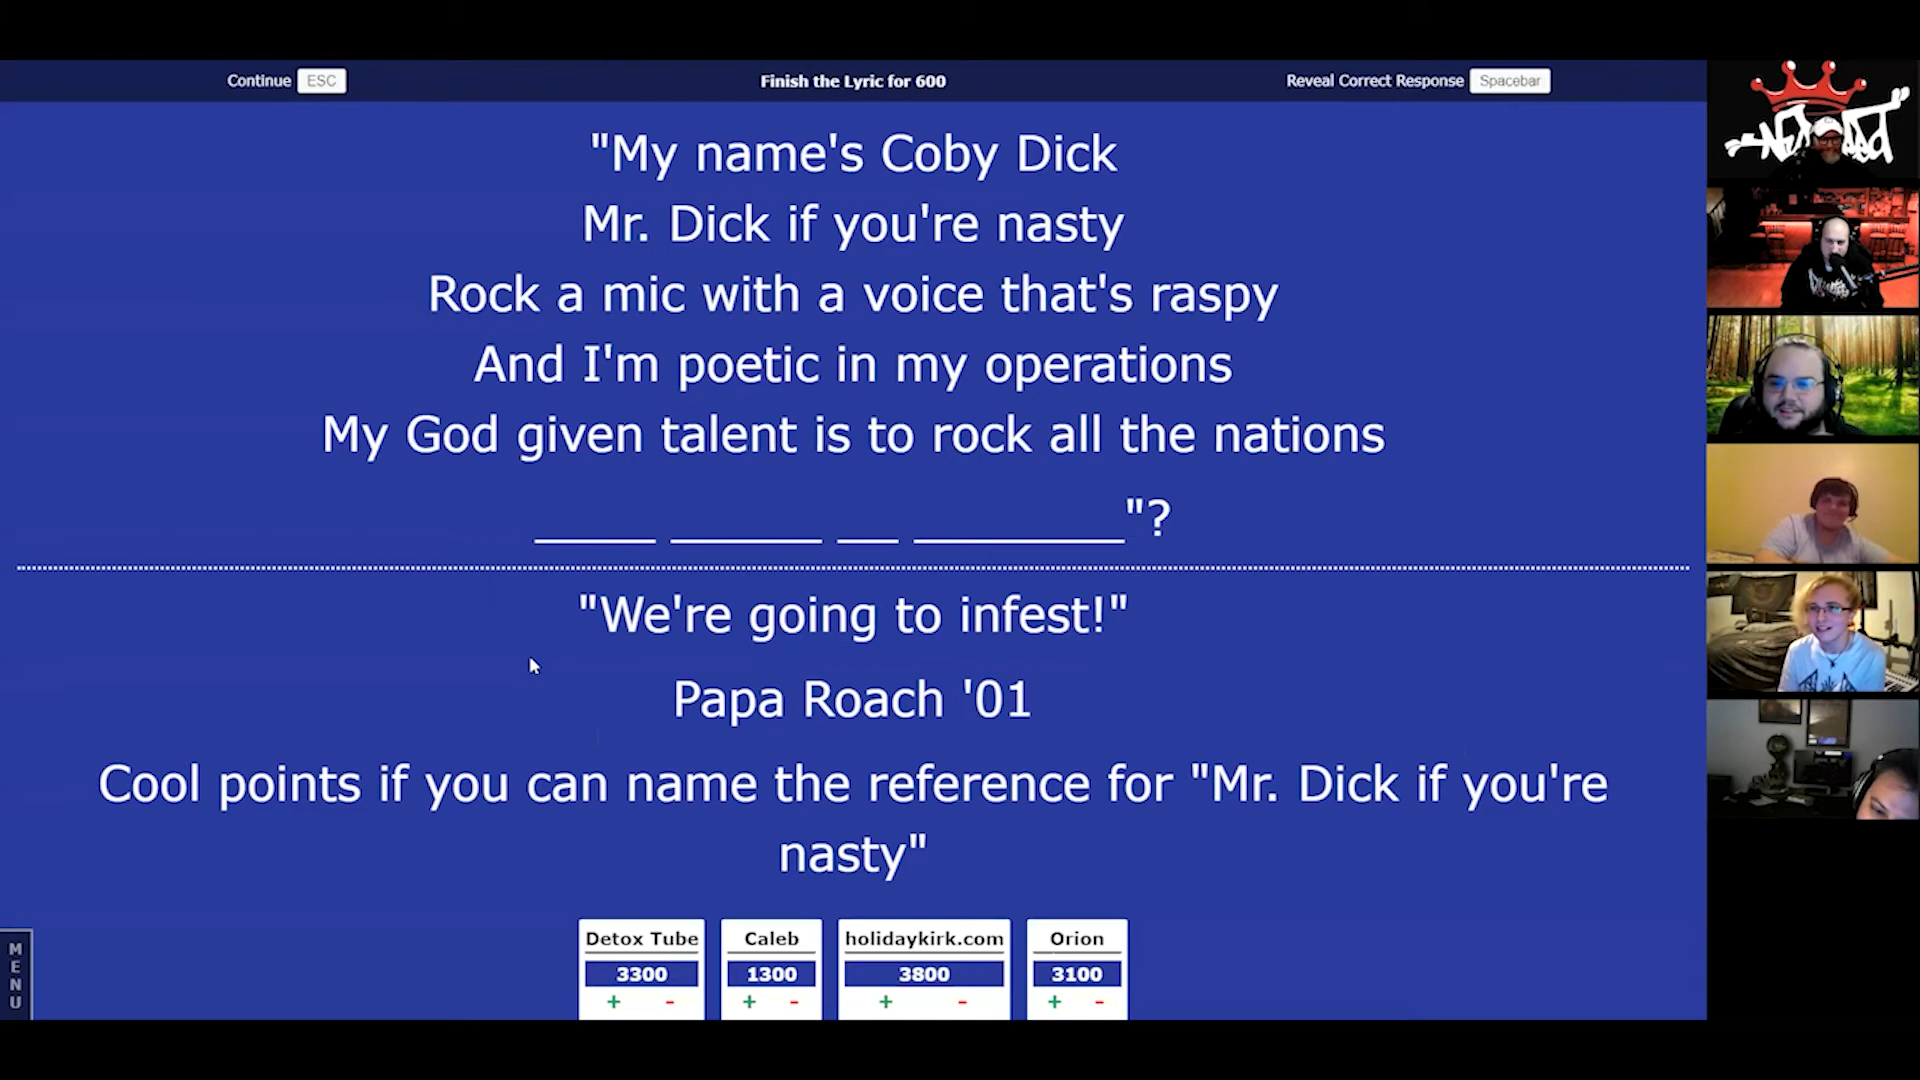 Continue ESC
Finish the Lyric for 600
Reveal Correct Response Spacebar
"My name's Coby Dick
Mr. Dick if you're nasty
Rock a mic with a voice that's raspy
And I'm poetic in my operations
My God given talent is to rock all the nations
____ _____ __ _______"?
"We're going to infest!"
Papa Roach '01
Cool points if you can name the reference for "Mr. Dick if you're
nasty"
MENU
Detox Tube Caleb holidaykirk.com Orion
3300 1300 3800 3100
+ - + - + - + -